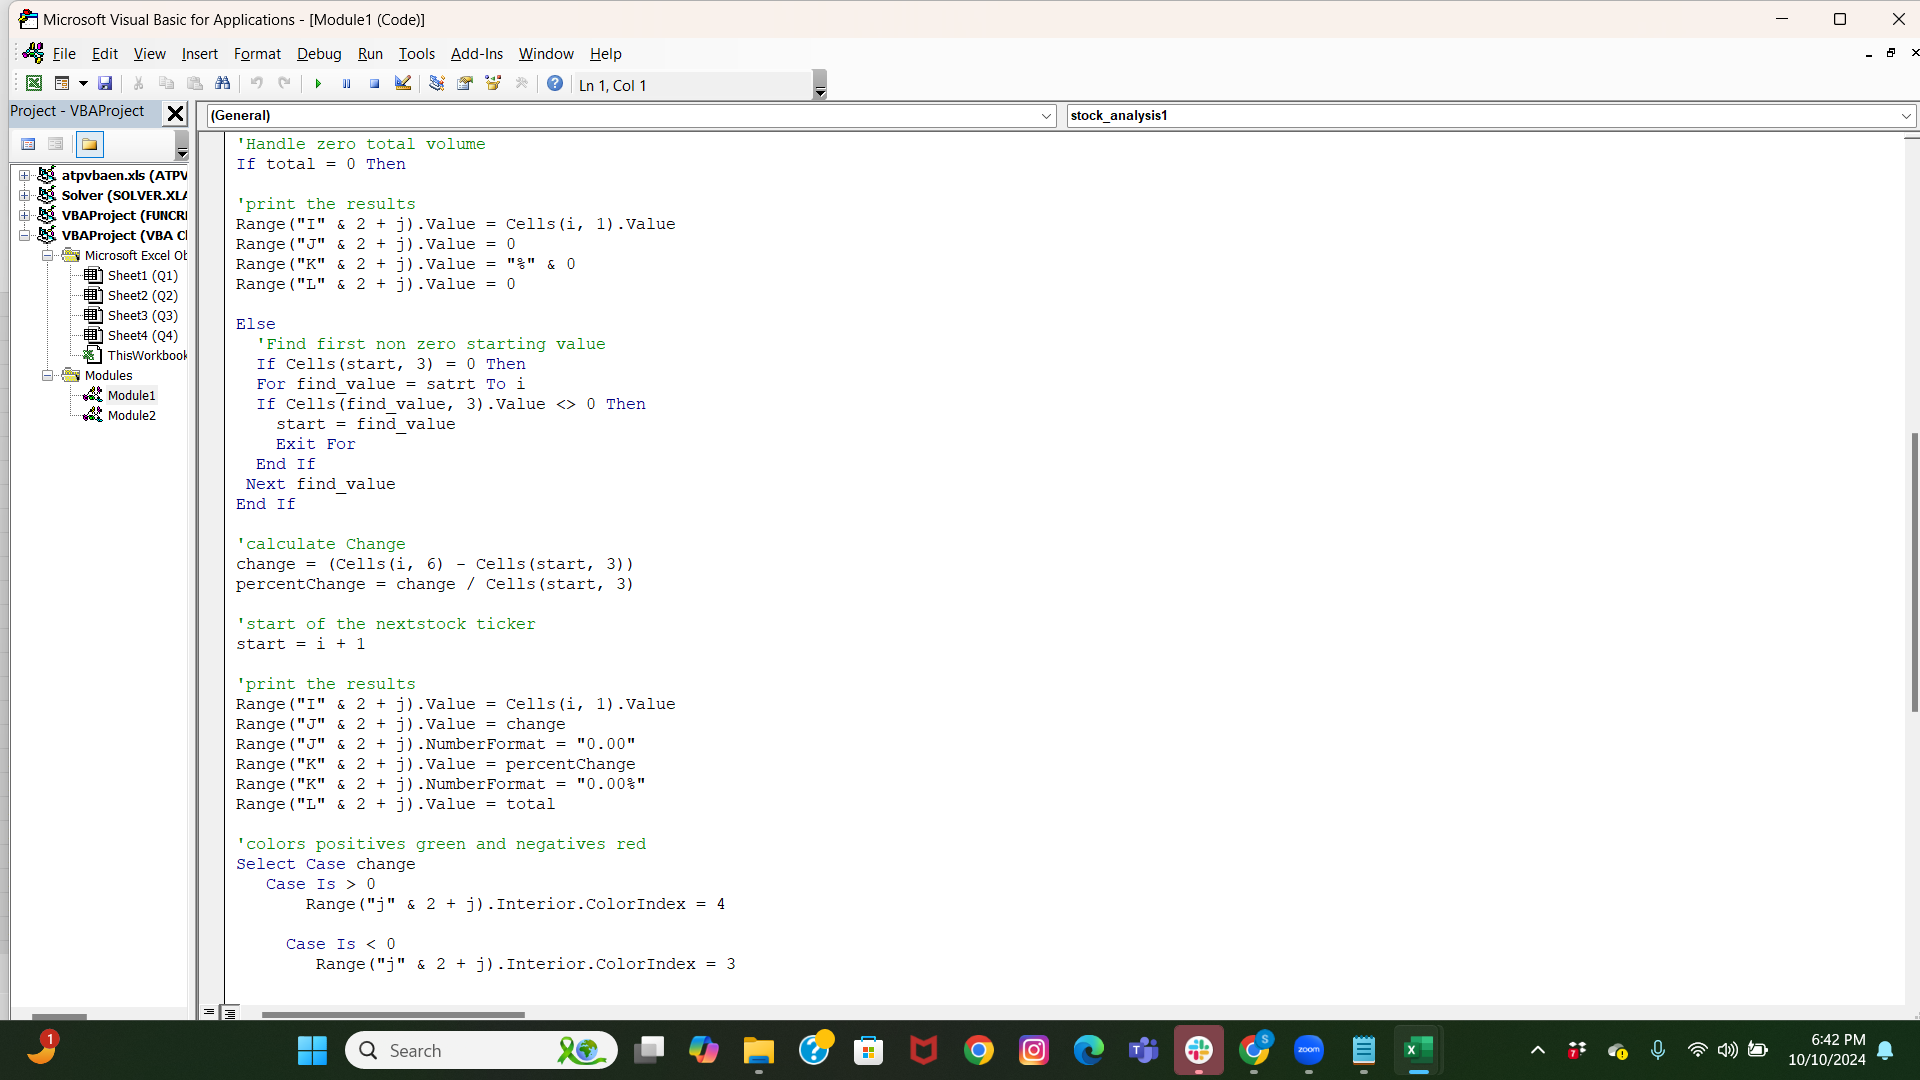 Microsoft Visual Basic for Applications - [Module1 (Code)]
File Edit View Insert Format Debug Run Tools Add-Ins Window Help
Ln 1, Col 1
Project - VBAProject
(General)
stock_analysis1
atpvbaen.xls (ATPV
Solver (SOLVER.XLA
VBAProject (FUNCRI
VBAProject (VBA Cl
Microsoft Excel Ob
Sheet1 (Q1)
Sheet2 (Q2)
Sheet3 (Q3)
Sheet4 (Q4)
ThisWorkbook
Modules
Module1
Module2
'Handle zero total volume
If total = 0 Then
'print the results
Range("I" & 2 + j).Value = Cells(i, 1).Value
Range("J" & 2 + j).Value = 0
Range("K" & 2 + j).Value = "%" & 0
Range("L" & 2 + j).Value = 0
Else
'Find first non zero starting value
If Cells(start, 3) = 0 Then
For find_value = satrt To i
If Cells(find_value, 3).Value <> 0 Then
start = find_value
Exit For
End If
Next find_value
End If
'calculate Change
change = (Cells(i, 6) - Cells(start, 3))
percentChange = change / Cells(start, 3)
'start of the nextstock ticker
start = i + 1
'print the results
Range("I" & 2 + j).Value = Cells(i, 1).Value
Range("J" & 2 + j).Value = change
Range("J" & 2 + j).NumberFormat = "0.00"
Range("K" & 2 + j).Value = percentChange
Range("K" & 2 + j).NumberFormat = "0.00%"
Range("L" & 2 + j).Value = total
'colors positives green and negatives red
Select Case change
Case Is > 0
Range("j" & 2 + j).Interior.ColorIndex = 4
Case Is < 0
Range("j" & 2 + j).Interior.ColorIndex = 3
1
Search
S
zoom
7
6:42 PM
10/10/2024